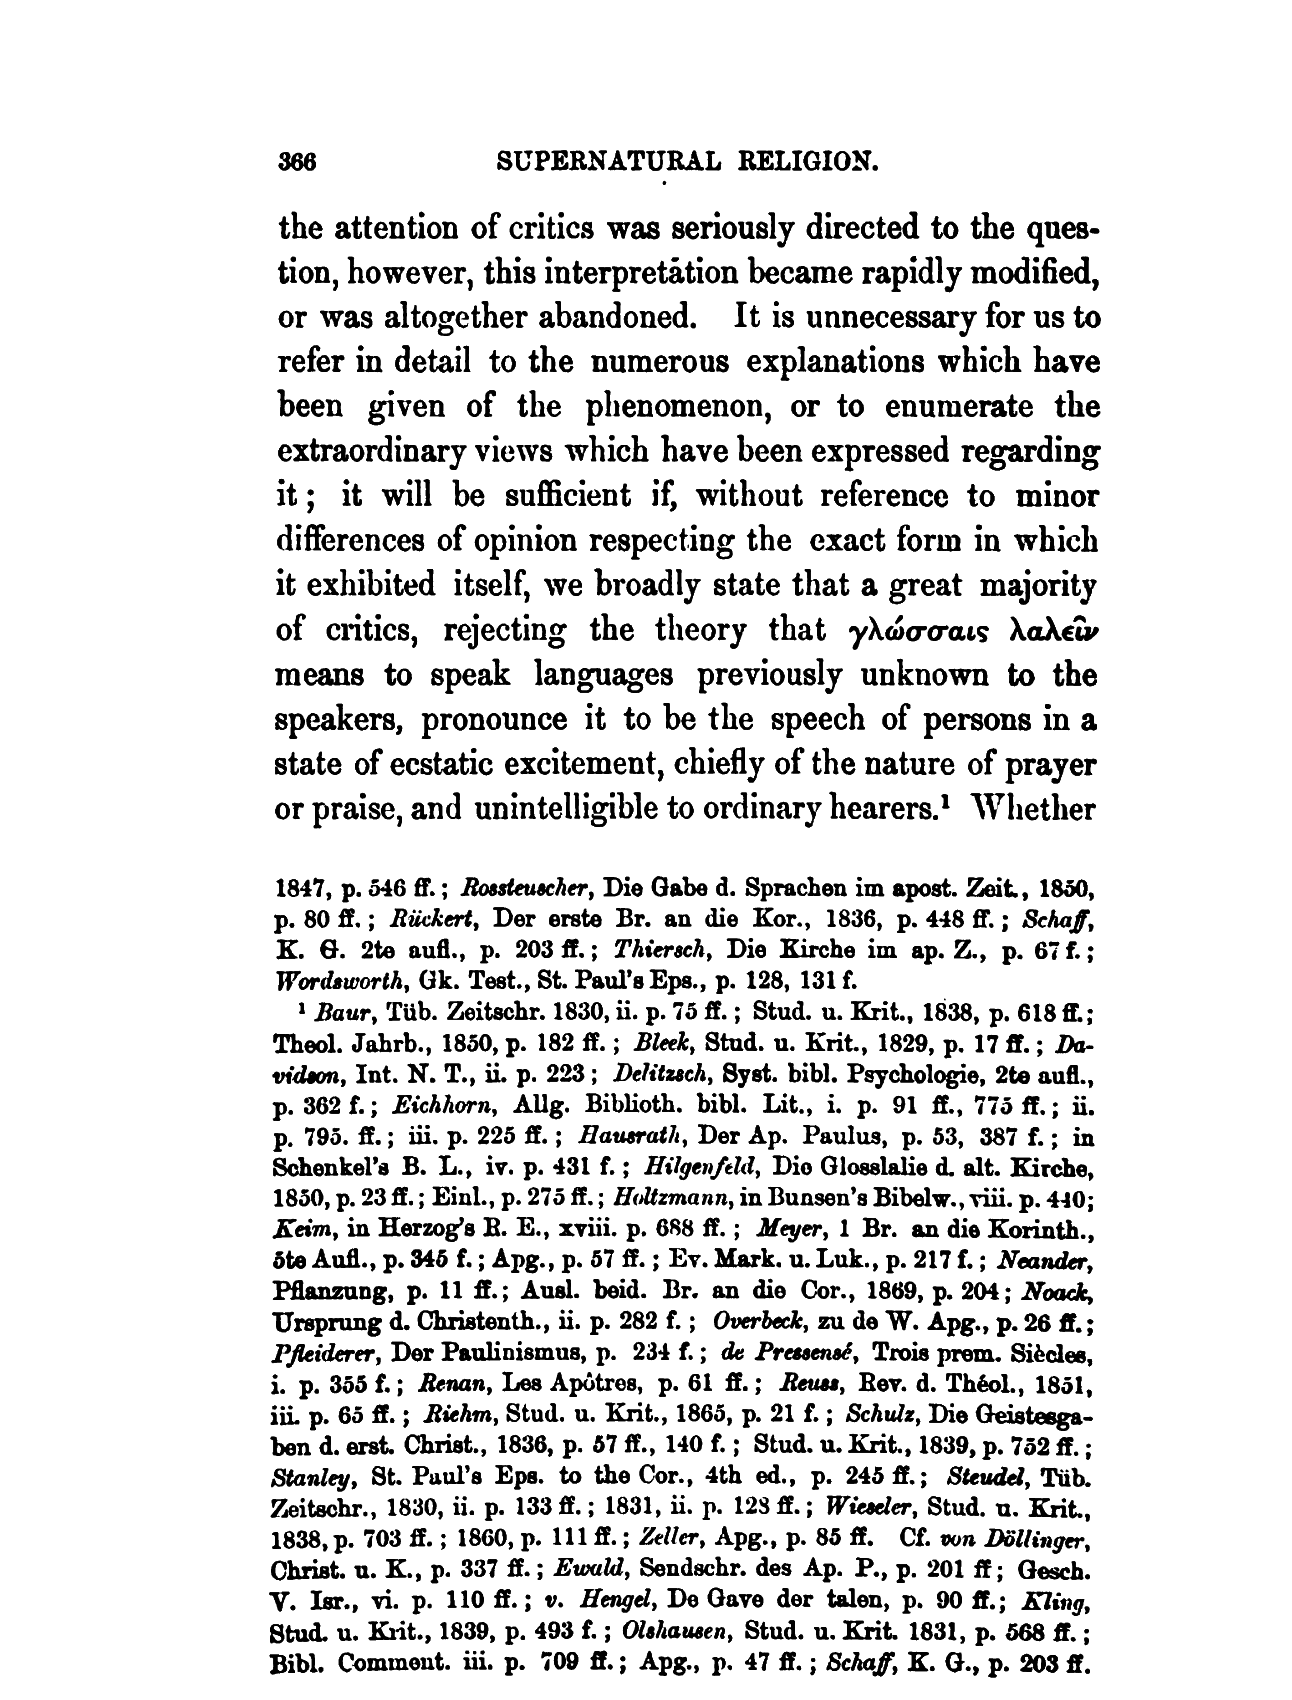 366 SUPERNATURAL RELIGION.
the attention of critics was seriously directed to the ques-
tion, however, this interpretation became rapidly modified,
or was altogether abandoned. It is unnecessary for us to
refer in detail to the numerous explanations which have
been given of the phenomenon, or to enumerate the
extraordinary views which have been expressed regarding
it; it will be sufficient if, without reference to minor
differences of opinion respecting the exact form in which
it exhibited itself, we broadly state that a great majority
of critics, rejecting the theory that γλώσσαις λαλεῖν
means to speak languages previously unknown to the
speakers, pronounce it to be the speech of persons in a
state of ecstatic excitement, chiefly of the nature of prayer
or praise, and unintelligible to ordinary hearers.¹ Whether
1847, p. 546 ff.; Rossteuscher, Die Gabe d. Sprachen im apost. Zeit., 1850,
p. 80 ff.; Rückert, Der erste Br. an die Kor., 1836, p. 448 ff.; Schaff,
K. G. 2te aufl., p. 203 ff.; Thiersch, Die Kirche im ap. Z., p. 67 f.;
Wordsworth, Gk. Test., St. Paul's Eps., p. 128, 131 f.
¹ Baur, Tüb. Zeitschr. 1830, ii. p. 75 ff.; Stud. u. Krit., 1838, p. 618 ff.;
Theol. Jahrb., 1850, p. 182 ff.; Bleek, Stud. u. Krit., 1829, p. 17 ff.; Da-
vidson, Int. N. T., ii. p. 223; Delitzsch, Syst. bibl. Psychologie, 2te aufl.,
p. 362 f.; Eichhorn, Allg. Biblioth. bibl. Lit., i. p. 91 ff., 775 ff.; ii.
p. 795. ff.; iii. p. 225 ff.; Hausrath, Der Ap. Paulus, p. 53, 387 f.; in
Schenkel's B. L., iv. p. 431 f.; Hilgenfeld, Die Glosslalie d. alt. Kirche,
1850, p. 23 ff.; Einl., p. 275 ff.; Holtzmann, in Bunsen's Bibelw., viii. p. 440;
Keim, in Herzog's R. E., xviii. p. 688 ff.; Meyer, 1 Br. an die Korinth.,
5te Aufl., p. 345 f.; Apg., p. 57 ff.; Ev. Mark. u. Luk., p. 217 f.; Neander,
Pflanzung, p. 11 ff.; Ausl. beid. Br. an die Cor., 1869, p. 204; Noack,
Ursprung d. Christenth., ii. p. 282 f.; Overbeck, zu de W. Apg., p. 26 ff.;
Pfleiderer, Der Paulinismus, p. 234 f.; de Pressensé, Trois prem. Siècles,
i. p. 355 f.; Renan, Les Apôtres, p. 61 ff.; Reuss, Rev. d. Théol., 1851,
iii. p. 65 ff.; Riehm, Stud. u. Krit., 1865, p. 21 f.; Schulz, Die Geistesga-
ben d. erst. Christ., 1836, p. 57 ff., 140 f.; Stud. u. Krit., 1839, p. 752 ff.;
Stanley, St. Paul's Eps. to the Cor., 4th ed., p. 245 ff.; Steudel, Tüb.
Zeitschr., 1830, ii. p. 133 ff.; 1831, ii. p. 128 ff.; Wieseler, Stud. u. Krit.,
1838, p. 703 ff.; 1860, p. 111 ff.; Zeller, Apg., p. 85 ff. Cf. von Döllinger,
Christ. u. K., p. 337 ff.; Ewald, Sendschr. des Ap. P., p. 201 ff; Gesch.
V. Isr., vi. p. 110 ff.; v. Hengel, De Gave der talen, p. 90 ff.; Kling,
Stud. u. Krit., 1839, p. 493 f.; Olshausen, Stud. u. Krit. 1831, p. 568 ff.;
Bibl. Comment. iii. p. 709 ff.; Apg., p. 47 ff.; Schaff, K. G., p. 203 ff.